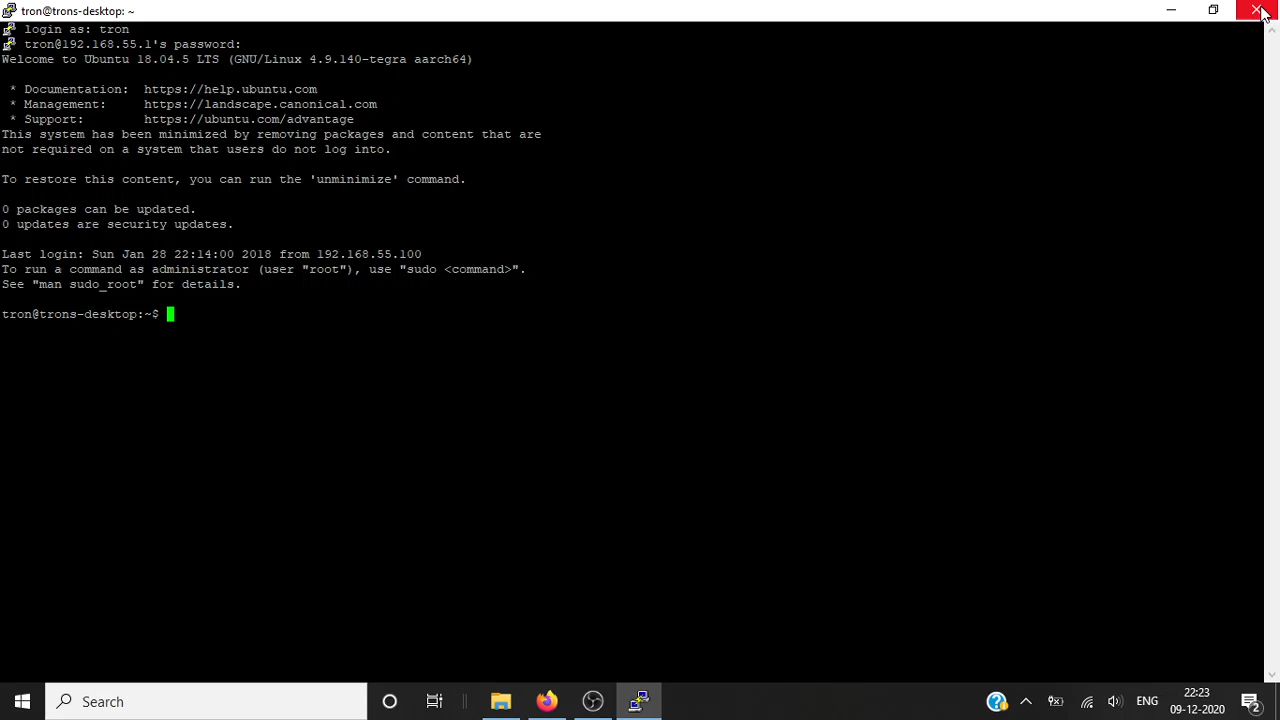 tron@trons-desktop: ~
login as: tron
tron@192.168.55.1's password:
Welcome to Ubuntu 18.04.5 LTS (GNU/Linux 4.9.140-tegra aarch64)
* Documentation:  https://help.ubuntu.com
* Management:     https://landscape.canonical.com
* Support:        https://ubuntu.com/advantage
This system has been minimized by removing packages and content that are
not required on a system that users do not log into.
To restore this content, you can run the 'unminimize' command.
0 packages can be updated.
0 updates are security updates.
Last login: Sun Jan 28 22:14:00 2018 from 192.168.55.100
To run a command as administrator (user "root"), use "sudo <command>".
See "man sudo_root" for details.
tron@trons-desktop:~$
Search
ENG
22:23
09-12-2020
2